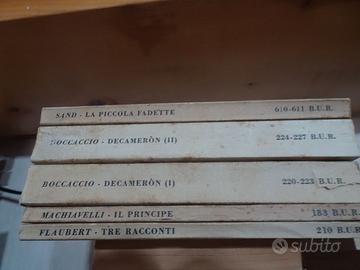 SAND - LA PICCOLA FADETTE 610-611 B.U.R.
BOCCACCIO - DECAMERÒN (II) 224-227 B.U.R.
BOCCACCIO - DECAMERÒN (I) 220-223 B.U.R.
MACHIAVELLI - IL PRINCIPE 183 B.U.R.
FLAUBERT - TRE RACCONTI 210 B.U.R.
subito